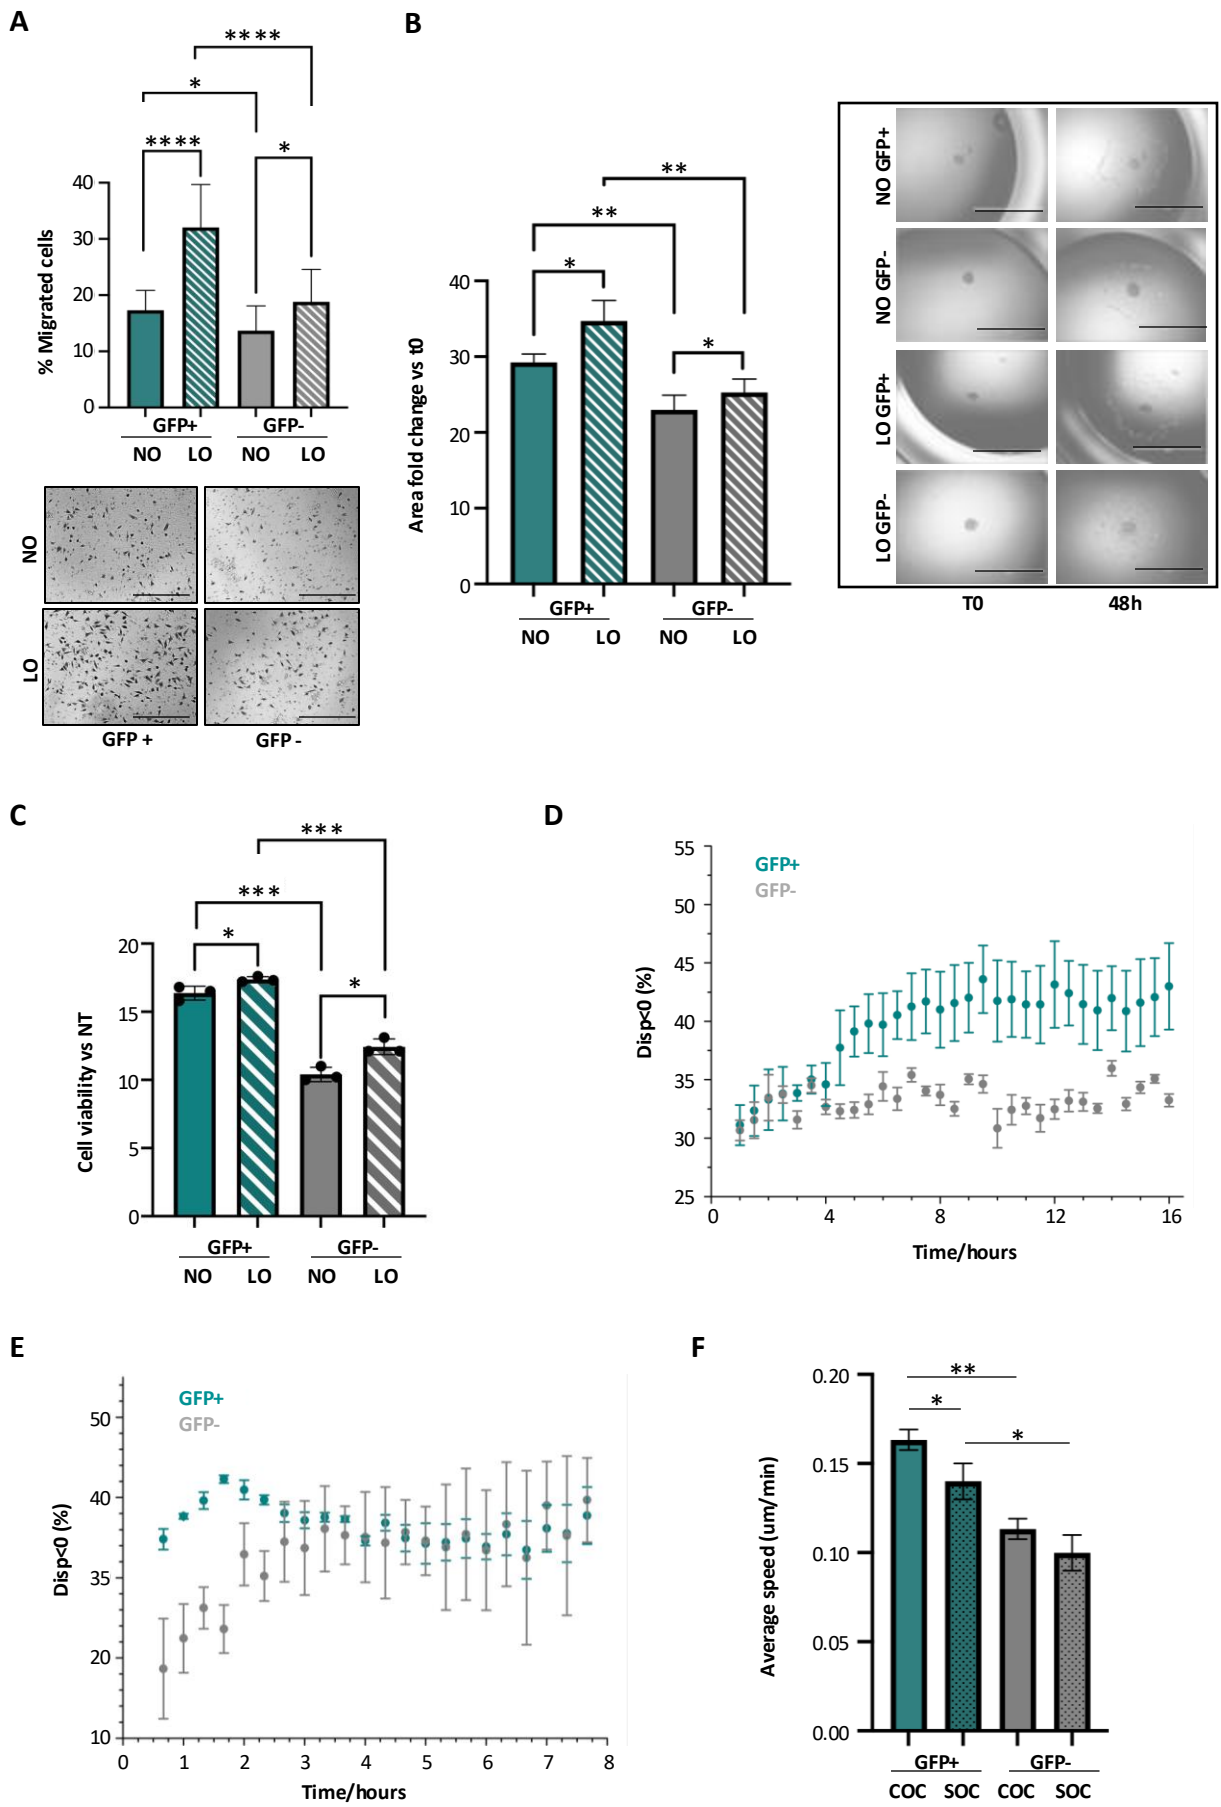 A
****
*
****
*
% Migrated cells
40
30
20
10
0
GFP+ GFP-
NO LO NO LO
NO
LO
GFP + GFP -
B
**
**
*
*
Area fold change vs t0
40
30
20
10
0
GFP+ GFP-
NO LO NO LO
NO GFP+
NO GFP-
LO GFP+
LO GFP-
T0 48h
C
***
***
*
*
Cell viability vs NT
20
15
10
5
0
GFP+ GFP-
NO LO NO LO
D
GFP+
GFP-
Disp<0 (%)
55
50
45
40
35
30
25
0 4 8 12 16
Time/hours
E
GFP+
GFP-
Disp<0 (%)
50
40
35
20
10
0 1 2 3 4 5 6 7 8
Time/hours
F
**
*
*
Average speed (um/min)
0.20
0.15
0.10
0.05
0.00
GFP+ GFP-
COC SOC COC SOC